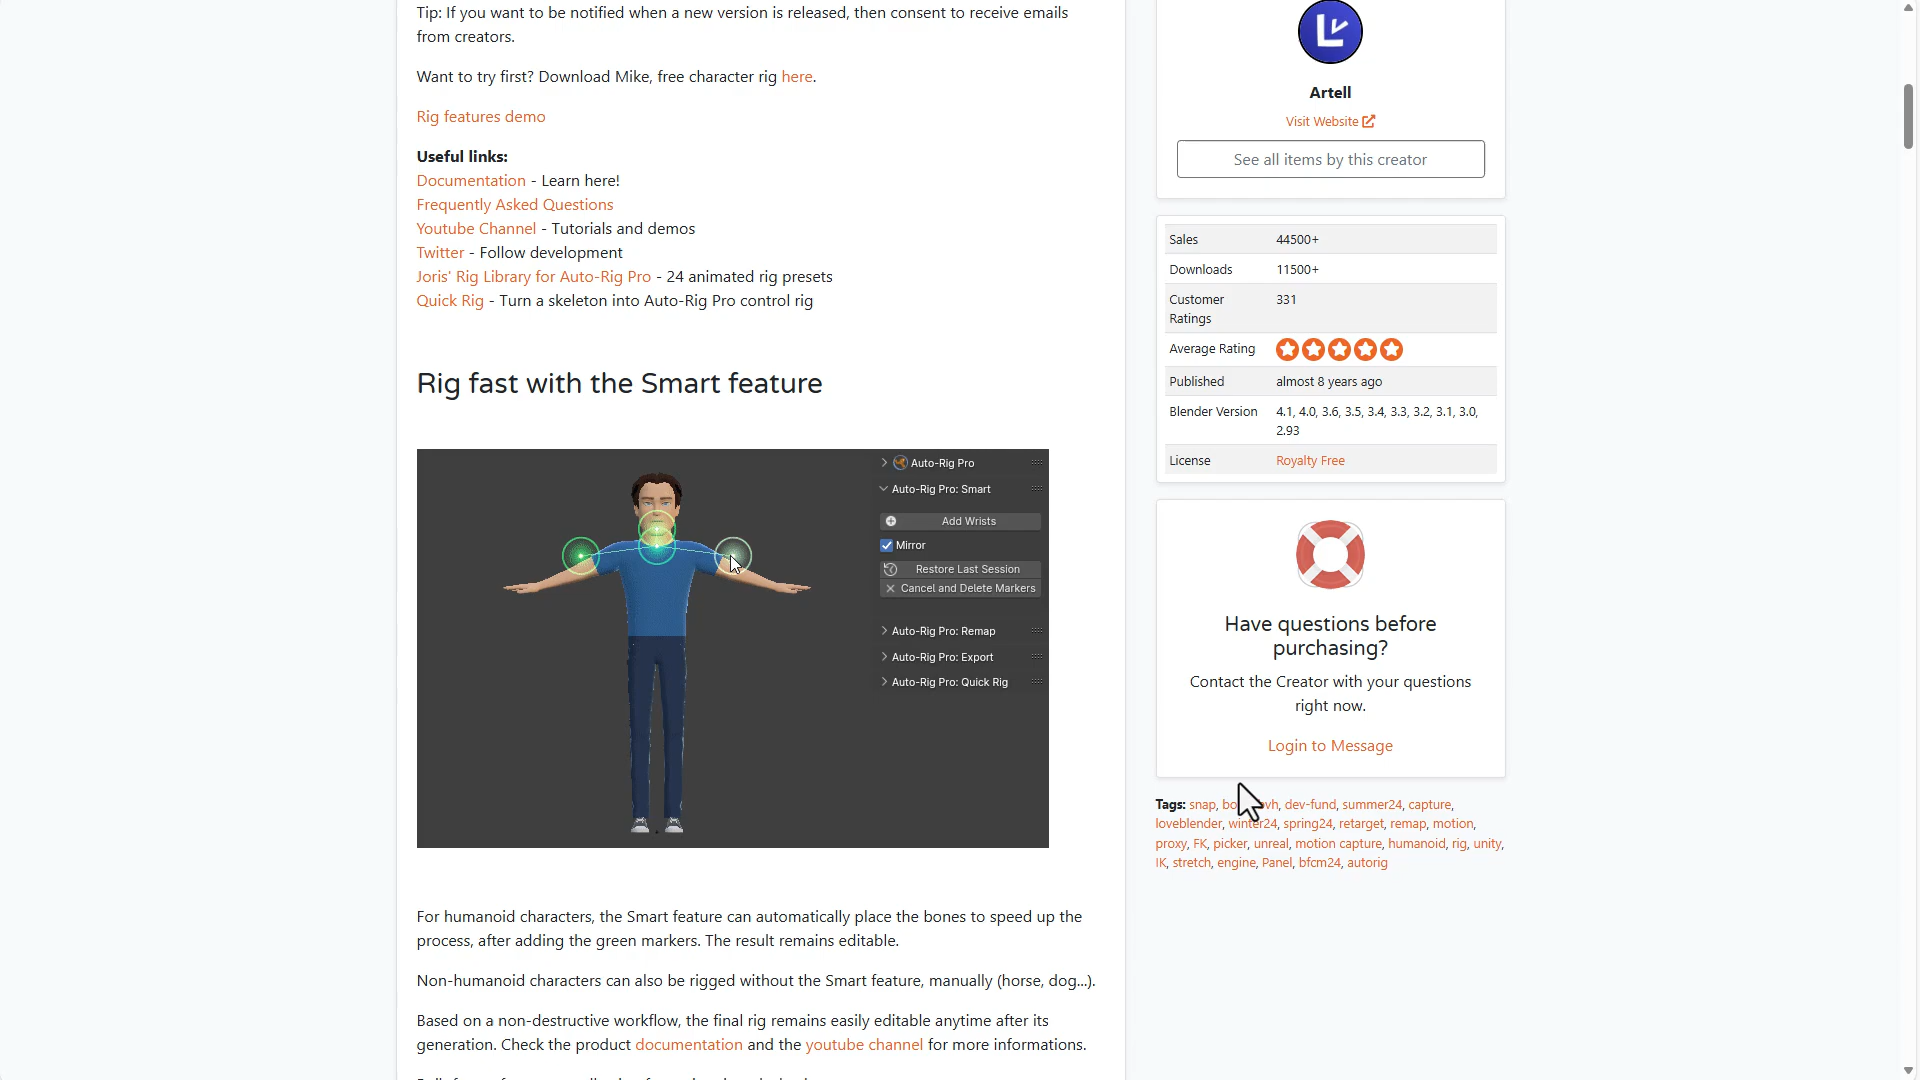 Tip: If you want to be notified when a new version is released, then consent to receive emails
from creators.
Want to try first? Download Mike, free character rig here.
Rig features demo
Useful links:
Documentation - Learn here!
Frequently Asked Questions
Youtube Channel - Tutorials and demos
Twitter - Follow development
Joris' Rig Library for Auto-Rig Pro - 24 animated rig presets
Quick Rig - Turn a skeleton into Auto-Rig Pro control rig
Rig fast with the Smart feature
Auto-Rig Pro
Auto-Rig Pro: Smart
Add Wrists
Mirror
Restore Last Session
Cancel and Delete Markers
Auto-Rig Pro: Remap
Auto-Rig Pro: Export
Auto-Rig Pro: Quick Rig
For humanoid characters, the Smart feature can automatically place the bones to speed up the
process, after adding the green markers. The result remains editable.
Non-humanoid characters can also be rigged without the Smart feature, manually (horse, dog...).
Based on a non-destructive workflow, the final rig remains easily editable anytime after its
generation. Check the product documentation and the youtube channel for more informations.
Artell
Visit Website
See all items by this creator
Sales 44500+
Downloads 11500+
Customer Ratings 331
Average Rating
Published almost 8 years ago
Blender Version 4.1, 4.0, 3.6, 3.5, 3.4, 3.3, 3.2, 3.1, 3.0,
2.93
License Royalty Free
Have questions before
purchasing?
Contact the Creator with your questions
right now.
Login to Message
Tags: snap, dev-fund, summer24, capture,
loveblender, winter24, spring24, retarget, remap, motion,
proxy, FK, picker, unreal, motion capture, humanoid, rig, unity,
IK, stretch, engine, Panel, bfcm24, autorig